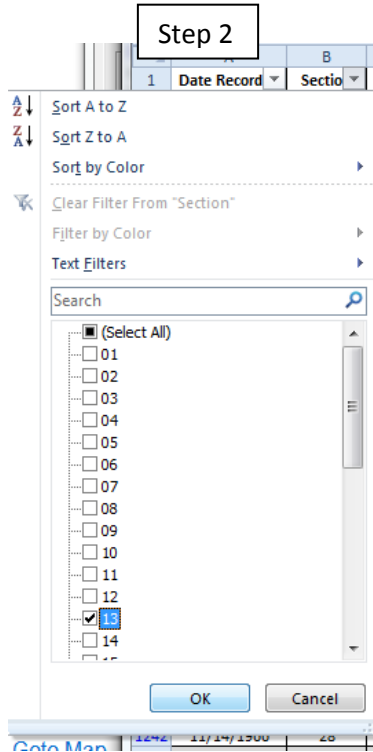 Step 2
B
1 Date Record Sectio
Sort A to Z
Sort Z to A
Sort by Color
Clear Filter From "Section"
Filter by Color
Text Filters
Search
(Select All)
01
02
03
04
05
06
07
08
09
10
11
12
13
14
OK Cancel
Goto Map 1242 11/14/1966 28